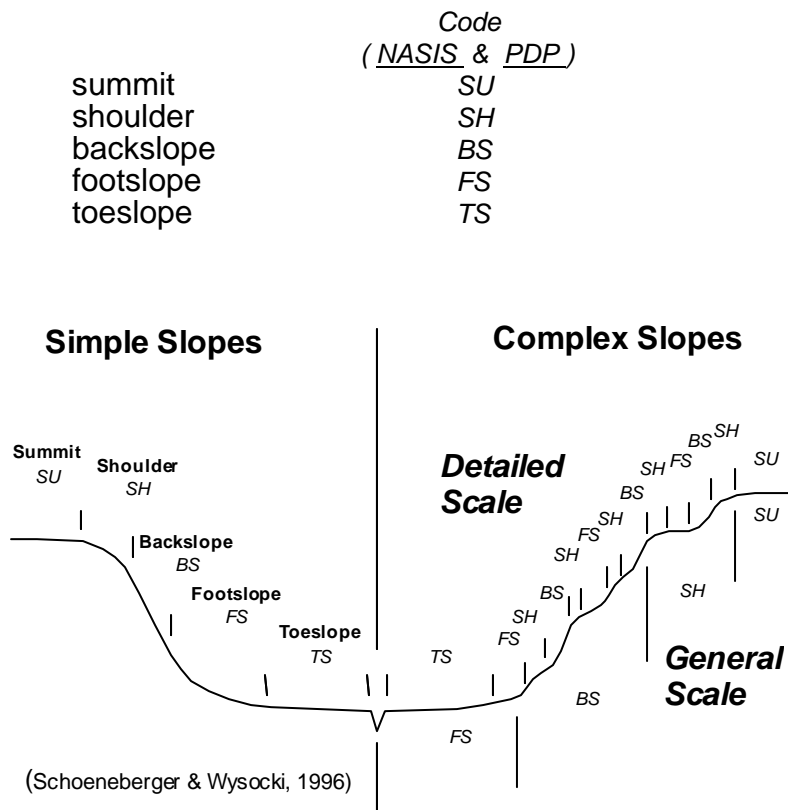 Code
( NASIS & PDP )
summit SU
shoulder SH
backslope BS
footslope FS
toeslope TS
Simple Slopes
Complex Slopes
Summit
SU
Shoulder
SH
Backslope
BS
Footslope
FS
Toeslope
TS
Detailed
Scale
TS
FS
SH
BS
SH
FS
SH
BS
SH
FS
BS
SH
SU
SU
SH
BS
FS
General
Scale
(Schoeneberger & Wysocki, 1996)